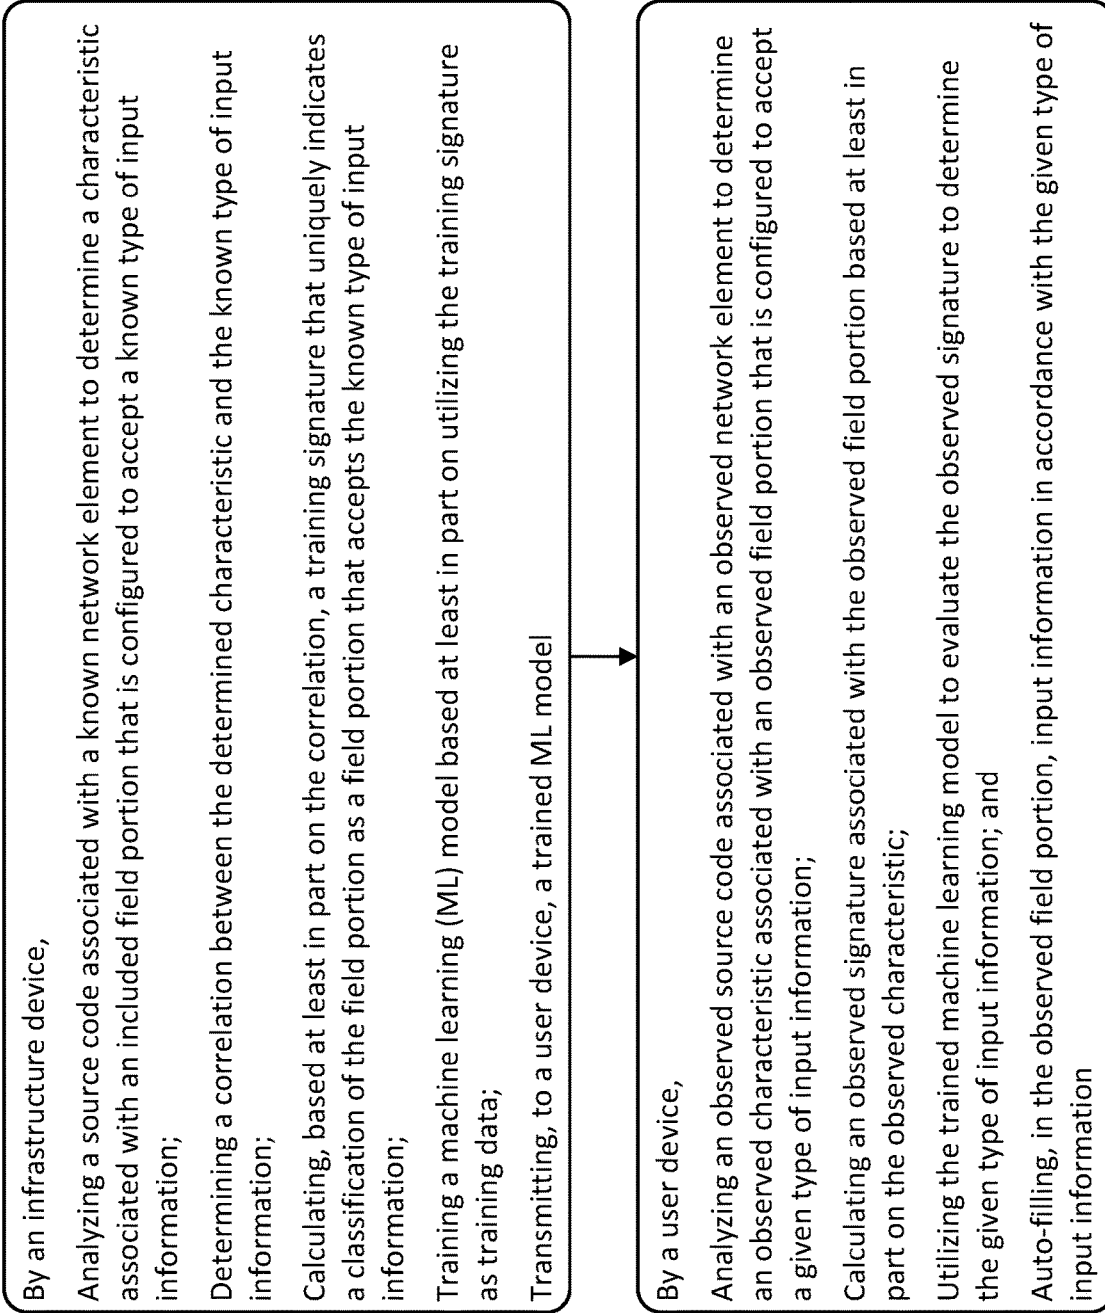 By an infrastructure device,
Analyzing a source code associated with a known network element to determine a characteristic
associated with an included field portion that is configured to accept a known type of input
information;
Determining a correlation between the determined characteristic and the known type of input
information;
Calculating, based at least in part on the correlation, a training signature that uniquely indicates
a classification of the field portion as a field portion that accepts the known type of input
information;
Training a machine learning (ML) model based at least in part on utilizing the training signature
as training data;
Transmitting, to a user device, a trained ML model
By a user device,
Analyzing an observed source code associated with an observed network element to determine
an observed characteristic associated with an observed field portion that is configured to accept
a given type of input information;
Calculating an observed signature associated with the observed field portion based at least in
part on the observed characteristic;
Utilizing the trained machine learning model to evaluate the observed signature to determine
the given type of input information; and
Auto-filling, in the observed field portion, input information in accordance with the given type of
input information